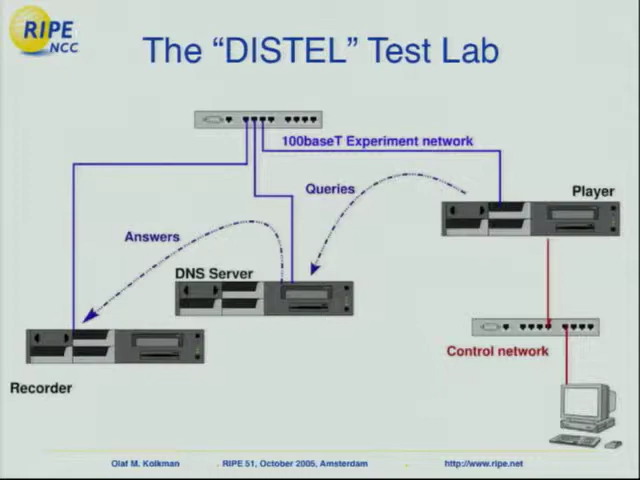 RIPE
NCC
The “DISTEL” Test Lab
100baseT Experiment network
Queries
Player
Answers
DNS Server
Control network
Recorder
Olaf M. Kolkman . RIPE 51, October 2005, Amsterdam . http://www.ripe.net